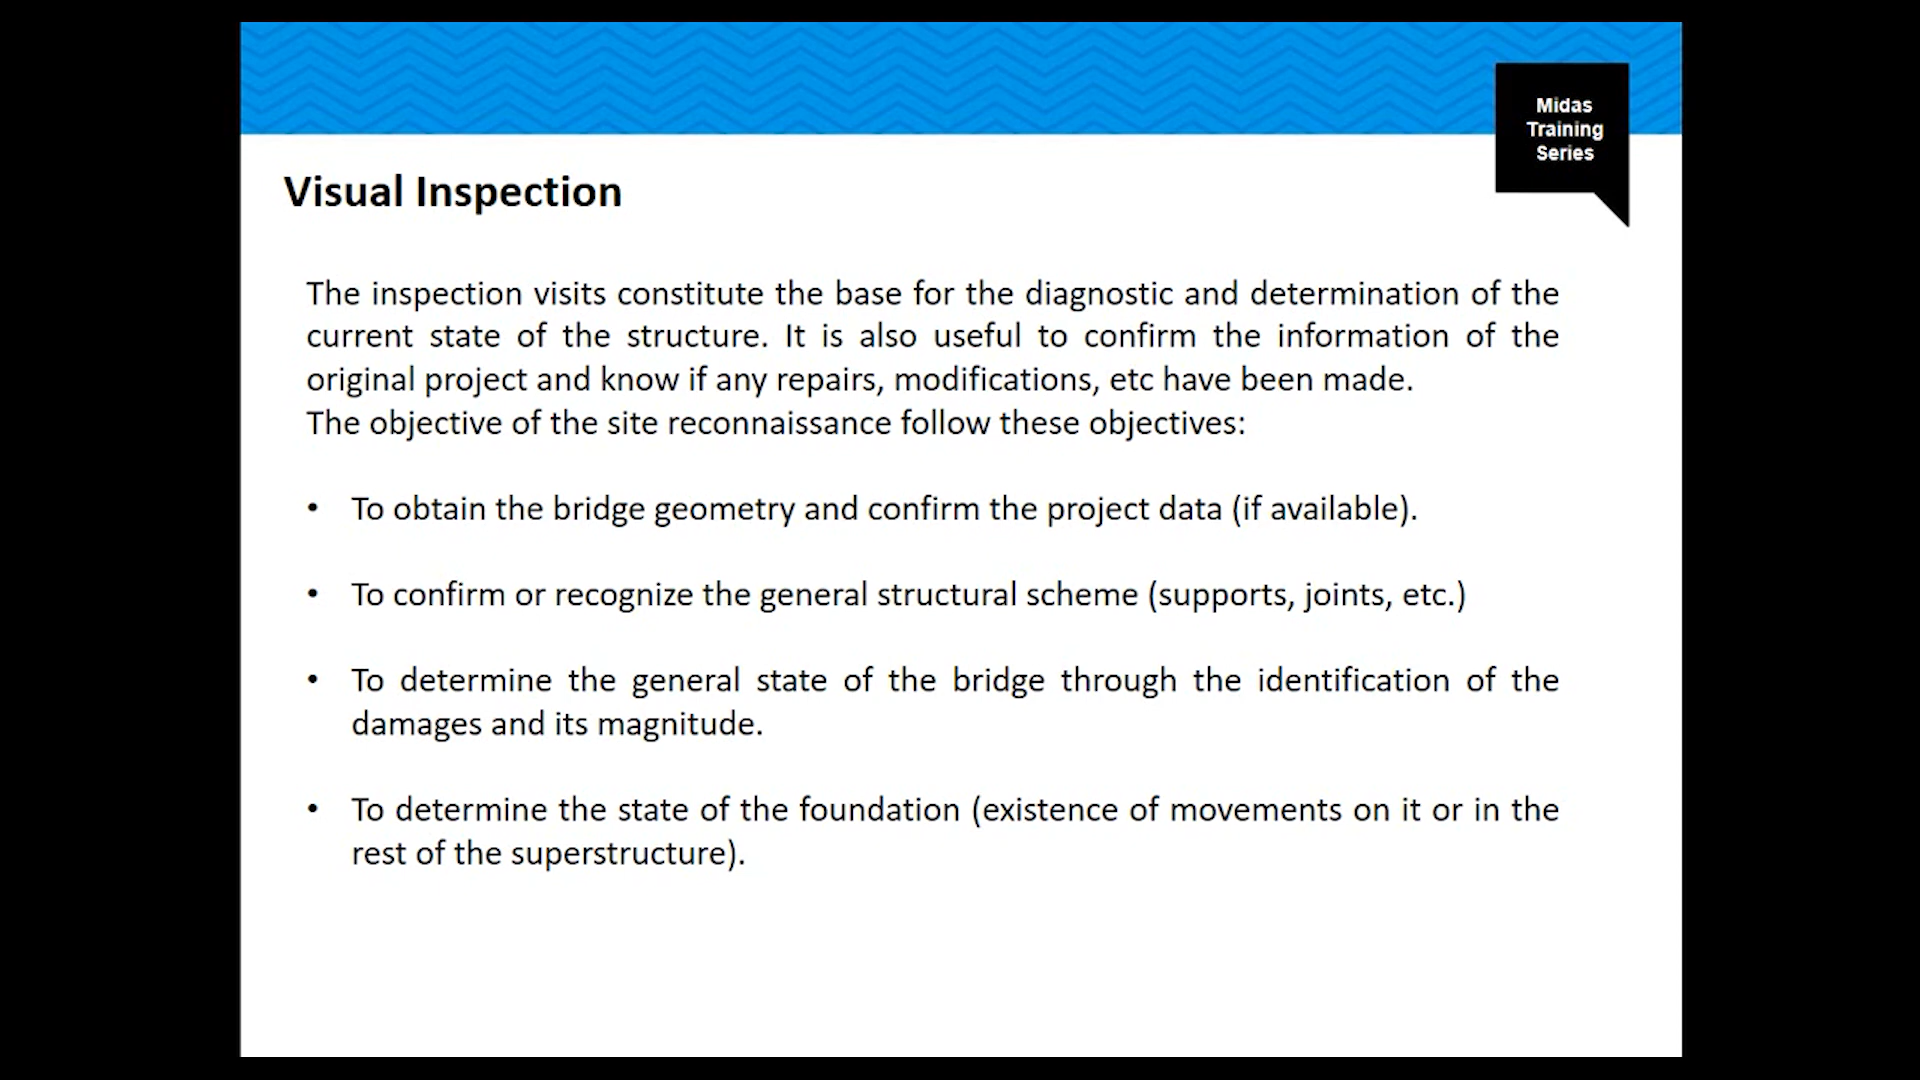 Midas
Training
Series
Visual Inspection
The inspection visits constitute the base for the diagnostic and determination of the
current state of the structure. It is also useful to confirm the information of the
original project and know if any repairs, modifications, etc have been made.
The objective of the site reconnaissance follow these objectives:
• To obtain the bridge geometry and confirm the project data (if available).
• To confirm or recognize the general structural scheme (supports, joints, etc.)
• To determine the general state of the bridge through the identification of the
damages and its magnitude.
• To determine the state of the foundation (existence of movements on it or in the
rest of the superstructure).